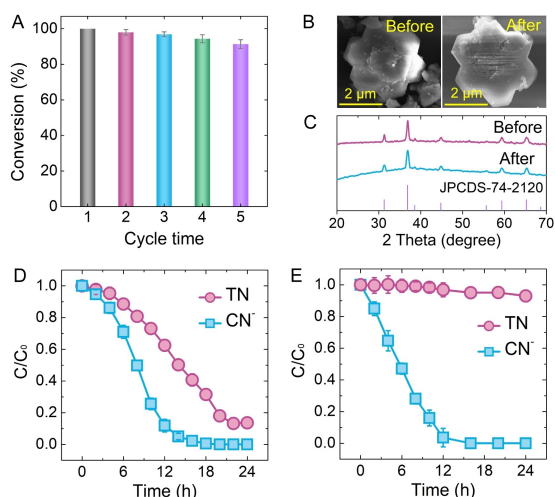 A
Conversion (%)
100
80
60
40
20
0
1 2 3 4 5
Cycle time
B
Before
2 μm
After
2 μm
C
Before
After
JPCDS-74-2120
20 30 40 50 60 70
2 Theta (degree)
D
C/C₀
1.0
0.8
0.6
0.4
0.2
0.0
TN
CN⁻
0 6 12 18 24
Time (h)
E
C/C₀
1.0
0.8
0.6
0.4
0.2
0.0
TN
CN⁻
0 6 12 18 24
Time (h)